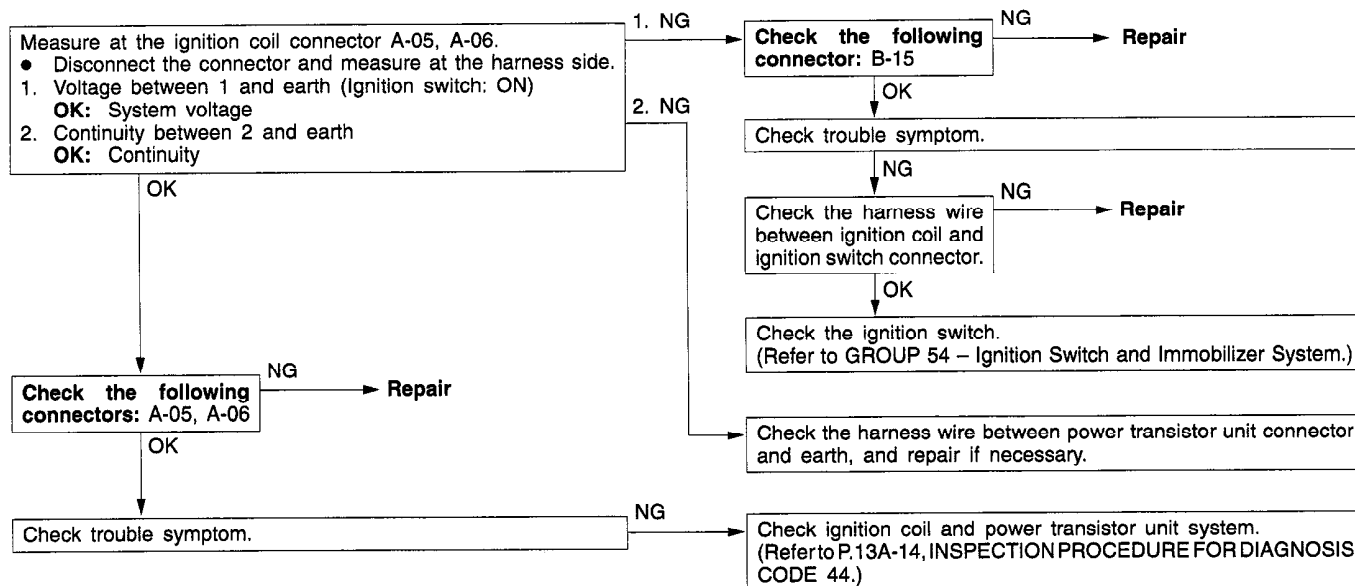 Measure at the ignition coil connector A-05, A-06.
● Disconnect the connector and measure at the harness side.
1. Voltage between 1 and earth (Ignition switch: ON)
OK: System voltage
2. Continuity between 2 and earth
OK: Continuity
1. NG
2. NG
OK
Check the following
connector: B-15
NG
Repair
OK
Check trouble symptom.
NG
Check the harness wire
between ignition coil and
ignition switch connector.
NG
Repair
OK
Check the ignition switch.
(Refer to GROUP 54 – Ignition Switch and Immobilizer System.)
Check the following
connectors: A-05, A-06
NG
Repair
OK
Check the harness wire between power transistor unit connector
and earth, and repair if necessary.
Check trouble symptom.
NG
Check ignition coil and power transistor unit system.
(Refer to P.13A-14, INSPECTION PROCEDURE FOR DIAGNOSIS
CODE 44.)